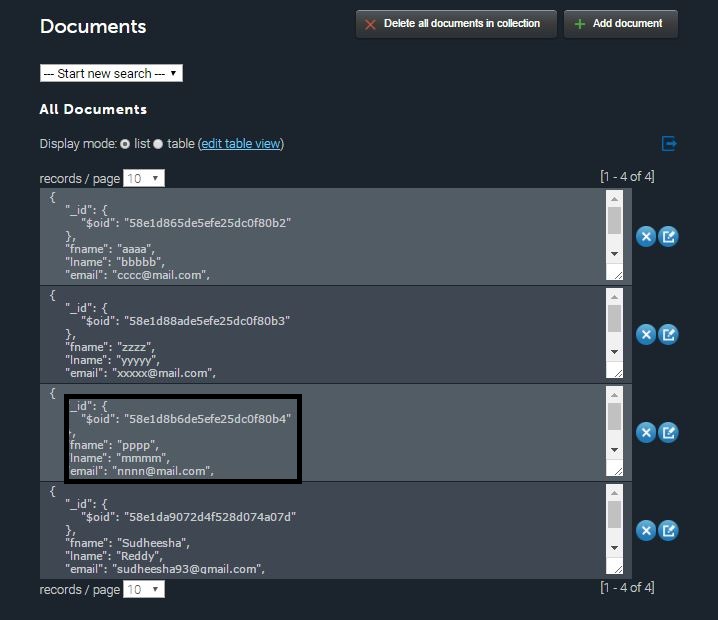 Documents
Delete all documents in collection
Add document
--- Start new search ---
All Documents
Display mode: list table (edit table view)
records / page 10
[1 - 4 of 4]
{
"_id": {
"$oid": "58e1d865de5efe25dc0f80b2"
},
"fname": "aaaa",
"lname": "bbbbb",
"email": "cccc@mail.com",
{
"_id": {
"$oid": "58e1d88ade5efe25dc0f80b3"
},
"fname": "zzzz",
"lname": "yyyyy",
"email": "xxxxx@mail.com",
{
_id": {
"$oid": "58e1d8b6de5efe25dc0f80b4"
},
fname": "pppp",
lname": "mmmm",
email": "nnnn@mail.com",
{
"_id": {
"$oid": "58e1da9072d4f528d074a07d"
},
"fname": "Sudheesha",
"lname": "Reddy",
"email": "sudheesha93@gmail.com",
records / page 10
[1 - 4 of 4]